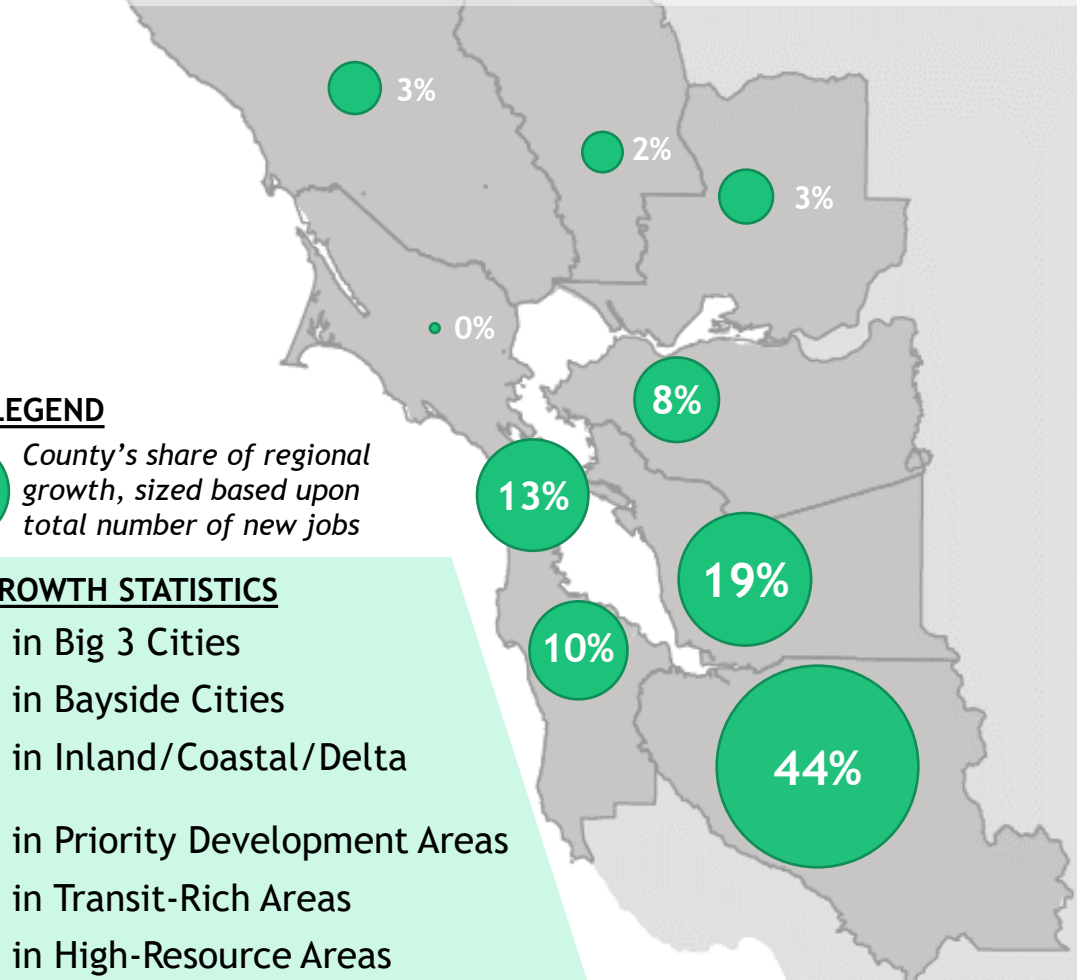 3%
2%
3%
0%
8%
LEGEND
County’s share of regional
growth, sized based upon
total number of new jobs
13%
ROWTH STATISTICS
19%
in Big 3 Cities
10%
in Bayside Cities
in Inland/Coastal/Delta
44%
in Priority Development Areas
in Transit-Rich Areas
in High-Resource Areas